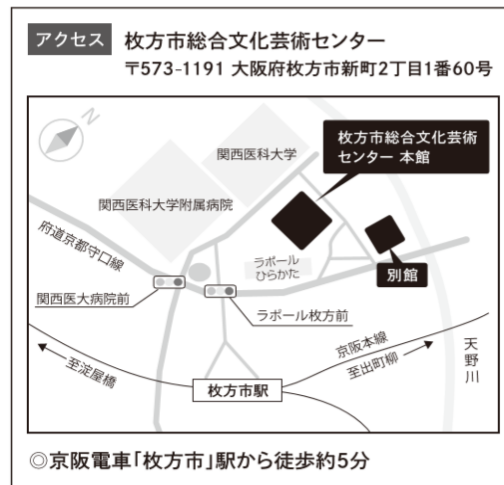 アクセス 枚方市総合文化芸術センター
〒573-1191 大阪府枚方市新町2丁目1番60号
N
枚方市総合文化芸術
センター 本館
関西医科大学
関西医科大学附属病院
府道京都守口線
ラポール
ひらかた
別館
関西医大病院前
ラポール枚方前
京阪本線
至出町柳
天野川
至淀屋橋
枚方市駅
◎京阪電車「枚方市」駅から徒歩約5分